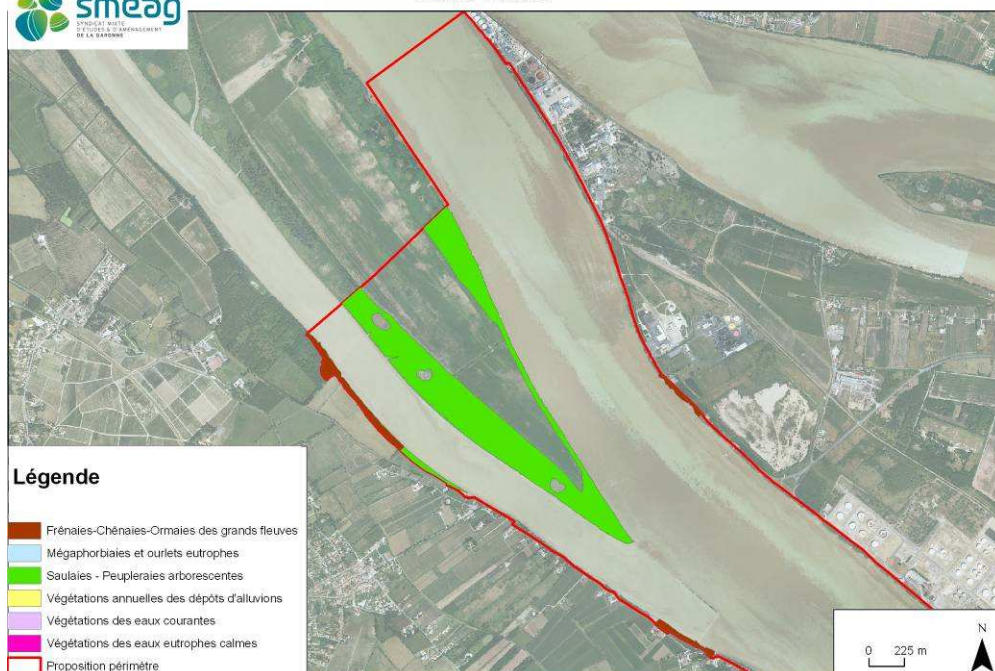 smeag
SYNDICAT MIXTE
D'ÉTUDES & D'AMÉNAGEMENT
DE LA GARONNE
Légende
Frênaies-Chênaies-Ormaies des grands fleuves
Mégaphorbiaies et ourlets eutrophes
Saulaies - Peupleraies arborescentes
Végétations annuelles des dépôts d'alluvions
Végétations des eaux courantes
Végétations des eaux eutrophes calmes
Proposition périmètre
N
0 225 m